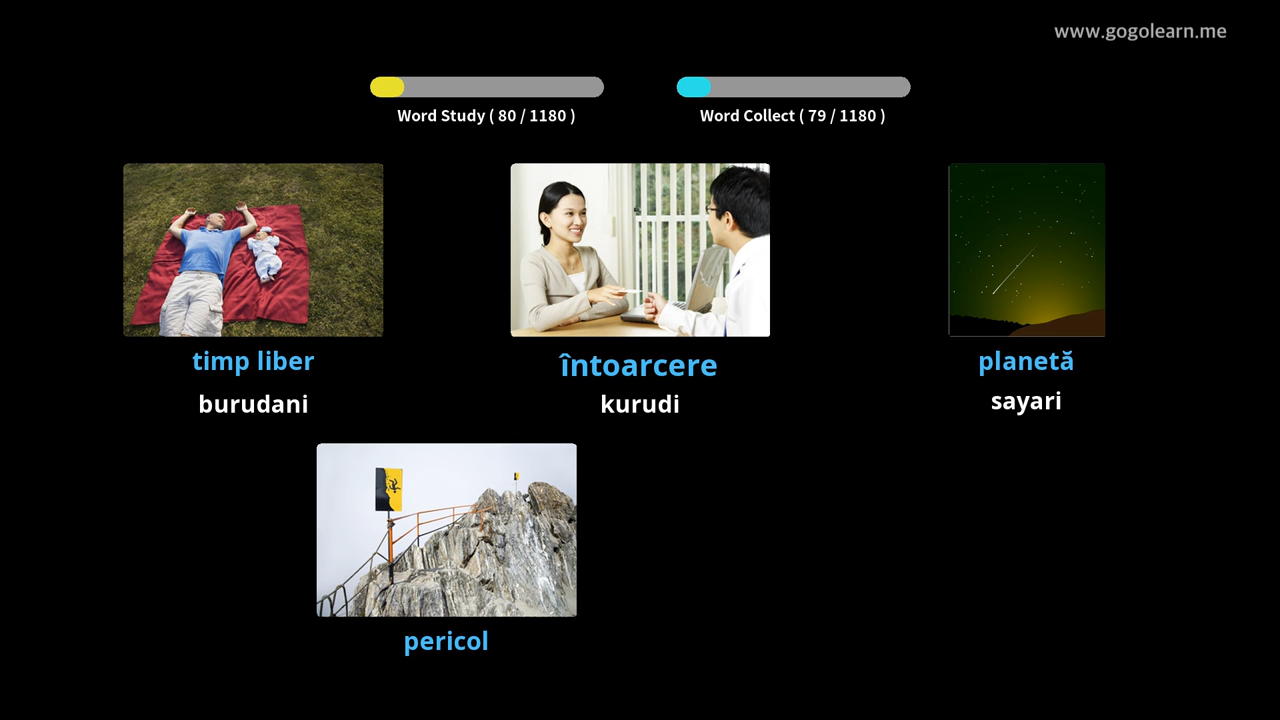 www.gogolearn.me
Word Study ( 80 / 1180 )
Word Collect ( 79 / 1180 )
timp liber
întoarcere
planetă
burudani
kurudi
sayari
pericol